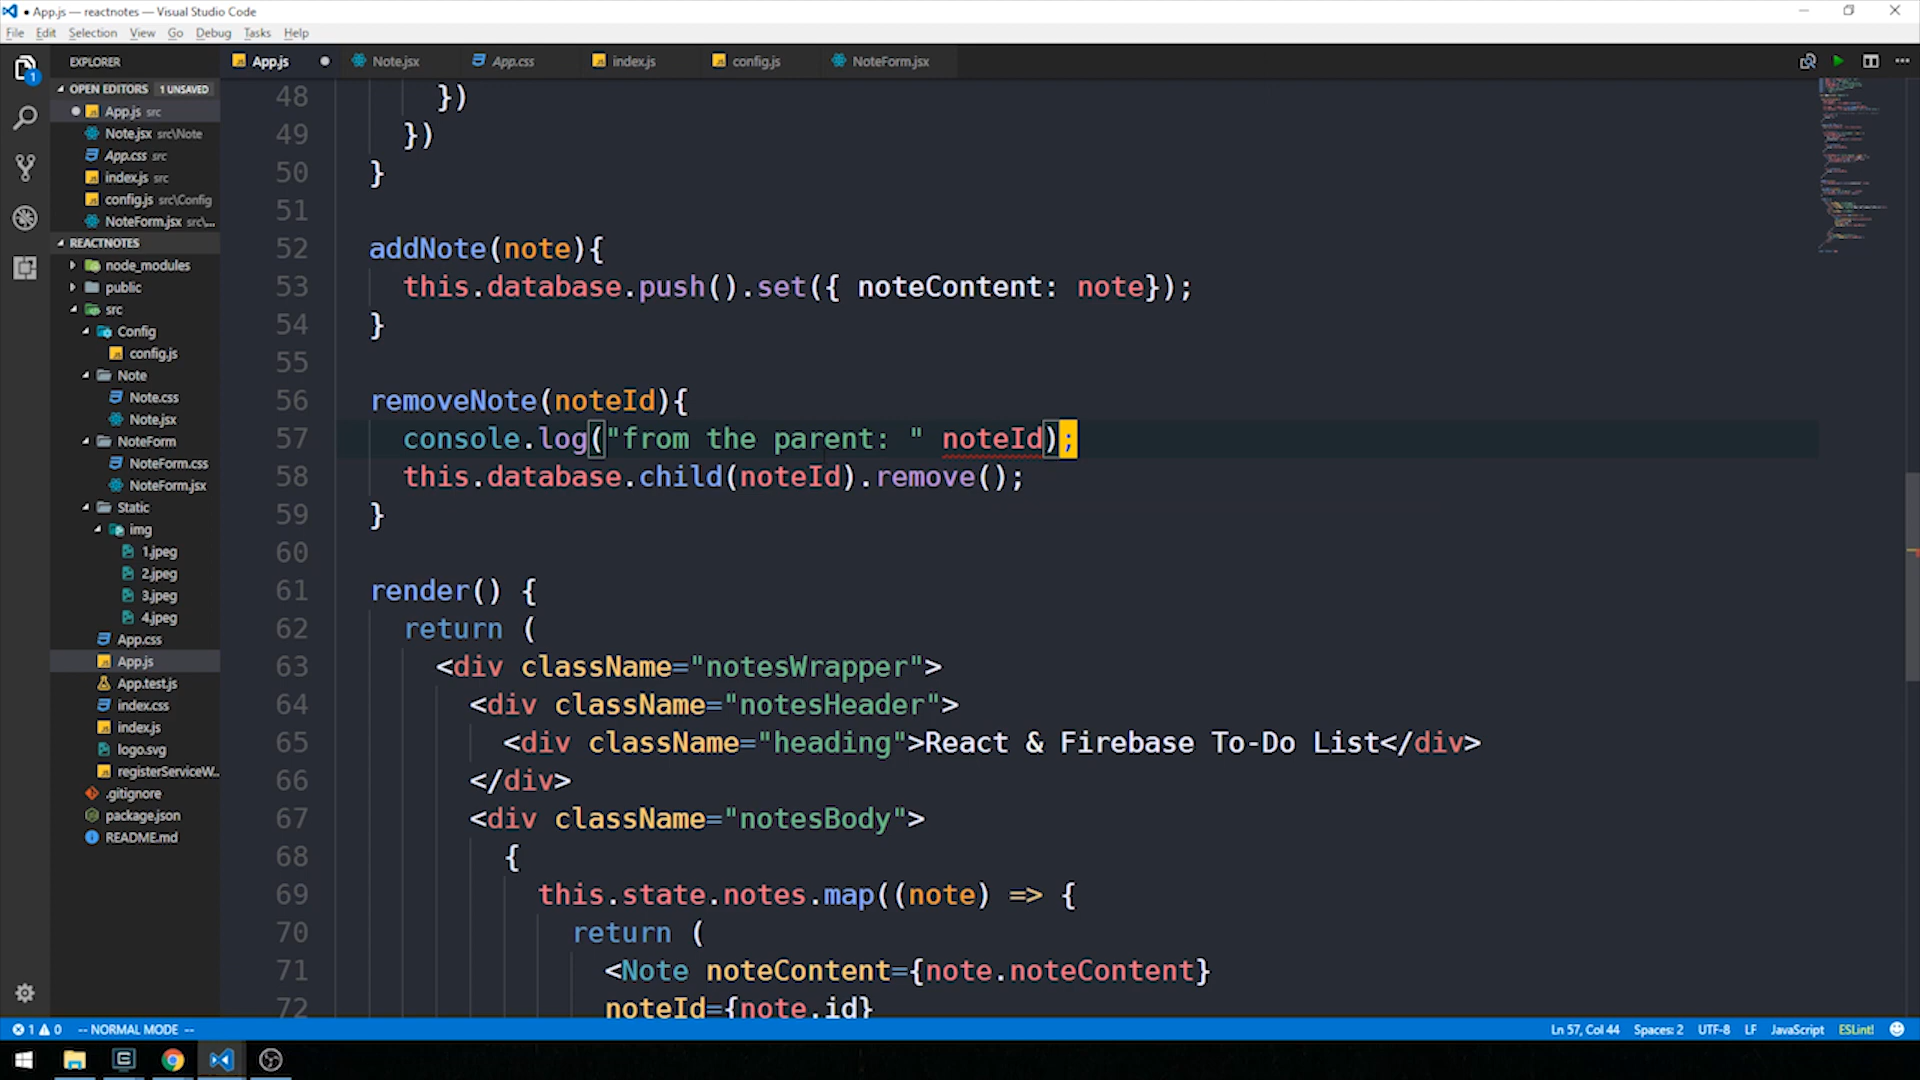 ● App.js — reactnotes — Visual Studio Code
File Edit Selection View Go Debug Tasks Help
EXPLORER
App.js Note.jsx App.css index.js config.js NoteForm.jsx
1
OPEN EDITORS 1 UNSAVED
App.js src
Note.jsx src\Note
App.css src
index.js src
config.js src\Config
NoteForm.jsx src\...
REACTNOTES
node_modules
public
src
Config
config.js
Note
Note.css
Note.jsx
NoteForm
NoteForm.css
NoteForm.jsx
Static
img
1.jpeg
2.jpeg
3.jpeg
4.jpeg
App.css
App.js
App.test.js
index.css
index.js
logo.svg
registerServiceW...
.gitignore
package.json
README.md
48 })
49 })
50 }
51
52 addNote(note){
53 this.database.push().set({ noteContent: note});
54 }
55
56 removeNote(noteId){
57 console.log("from the parent: " noteId);
58 this.database.child(noteId).remove();
59 }
60
61 render() {
62 return (
63 <div className="notesWrapper">
64 <div className="notesHeader">
65 <div className="heading">React & Firebase To-Do List</div>
66 </div>
67 <div className="notesBody">
68 {
69 this.state.notes.map((note) => {
70 return (
71 <Note noteContent={note.noteContent}
72 noteId={note.id}
1 0 -- NORMAL MODE -- Ln 57, Col 44 Spaces: 2 UTF-8 LF JavaScript ESLint!